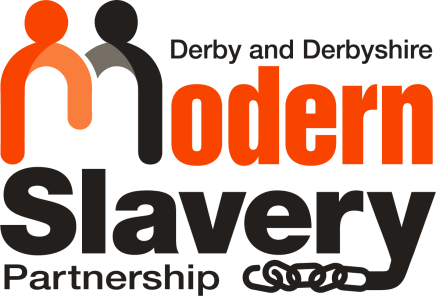 Derby and Derbyshire
Modern
Slavery
Partnership